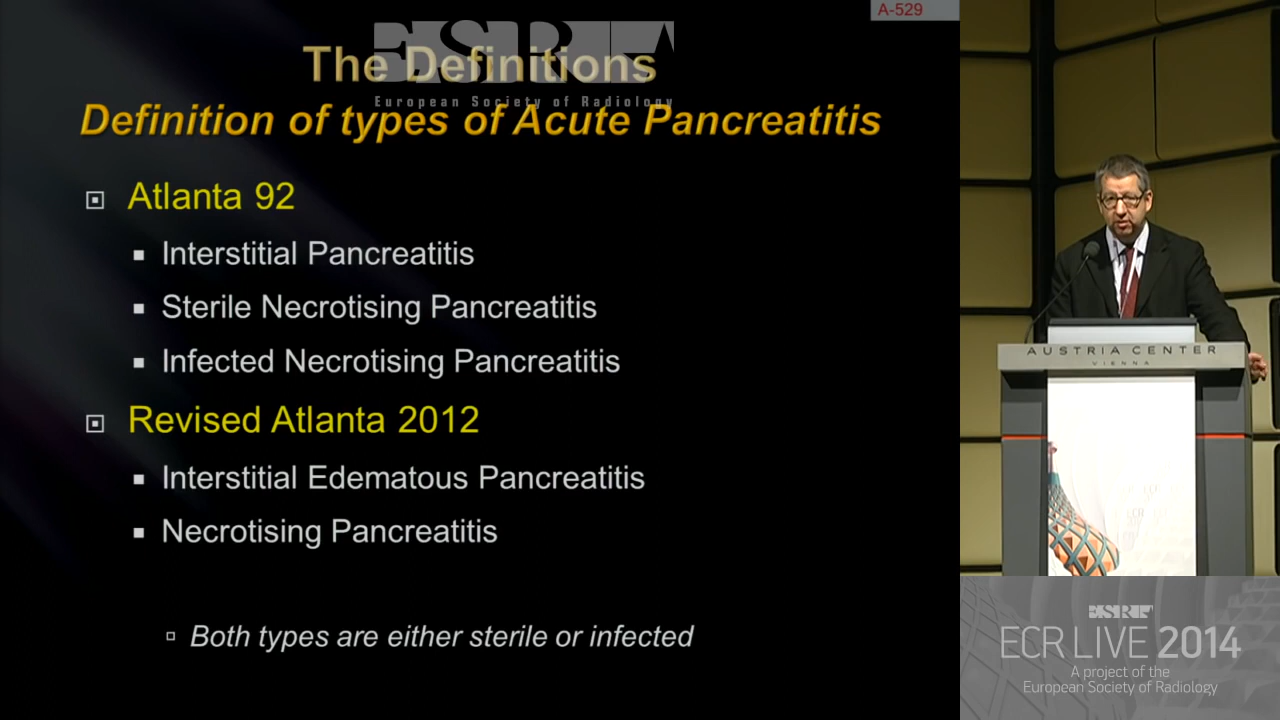 A-529
ESR
European Society of Radiology
The Definitions
Definition of types of Acute Pancreatitis
Atlanta 92
Interstitial Pancreatitis
Sterile Necrotising Pancreatitis
Infected Necrotising Pancreatitis
Revised Atlanta 2012
Interstitial Edematous Pancreatitis
Necrotising Pancreatitis
Both types are either sterile or infected
AUSTRIA CENTER
VIENNA
ESR
ECR LIVE 2014
A project of the
European Society of Radiology